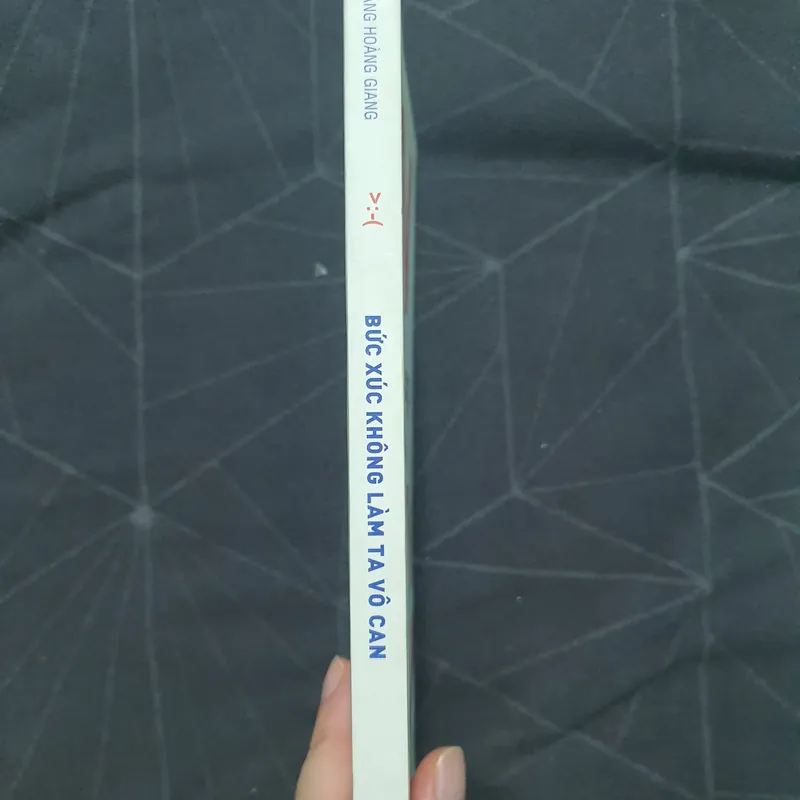 ANG HOÀNG GIANG
>:-(
BỨC XÚC KHÔNG LÀM TA VÔ CAN